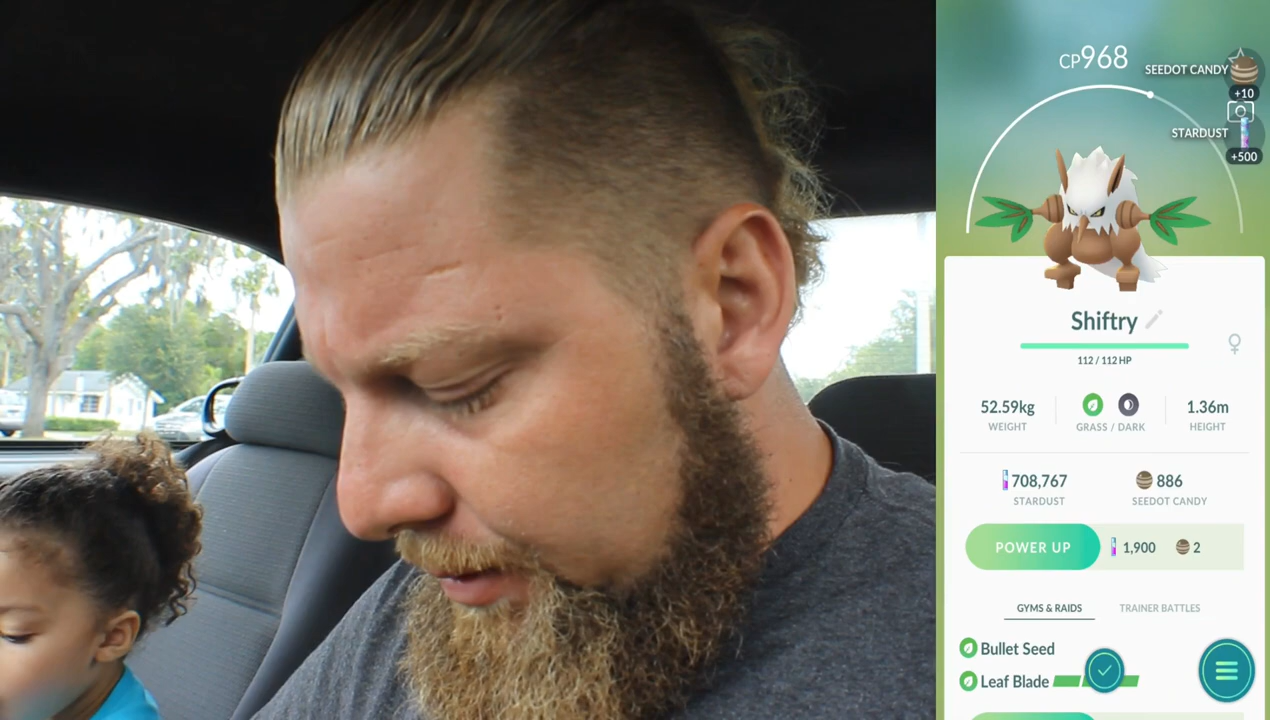 CP968
SEEDOT CANDY
+10
STARDUST
+500
Shiftry
112 / 112 HP
52.59kg
WEIGHT
GRASS / DARK
1.36m
HEIGHT
708,767
STARDUST
886
SEEDOT CANDY
POWER UP
1,900
2
GYMS & RAIDS
TRAINER BATTLES
Bullet Seed
Leaf Blade